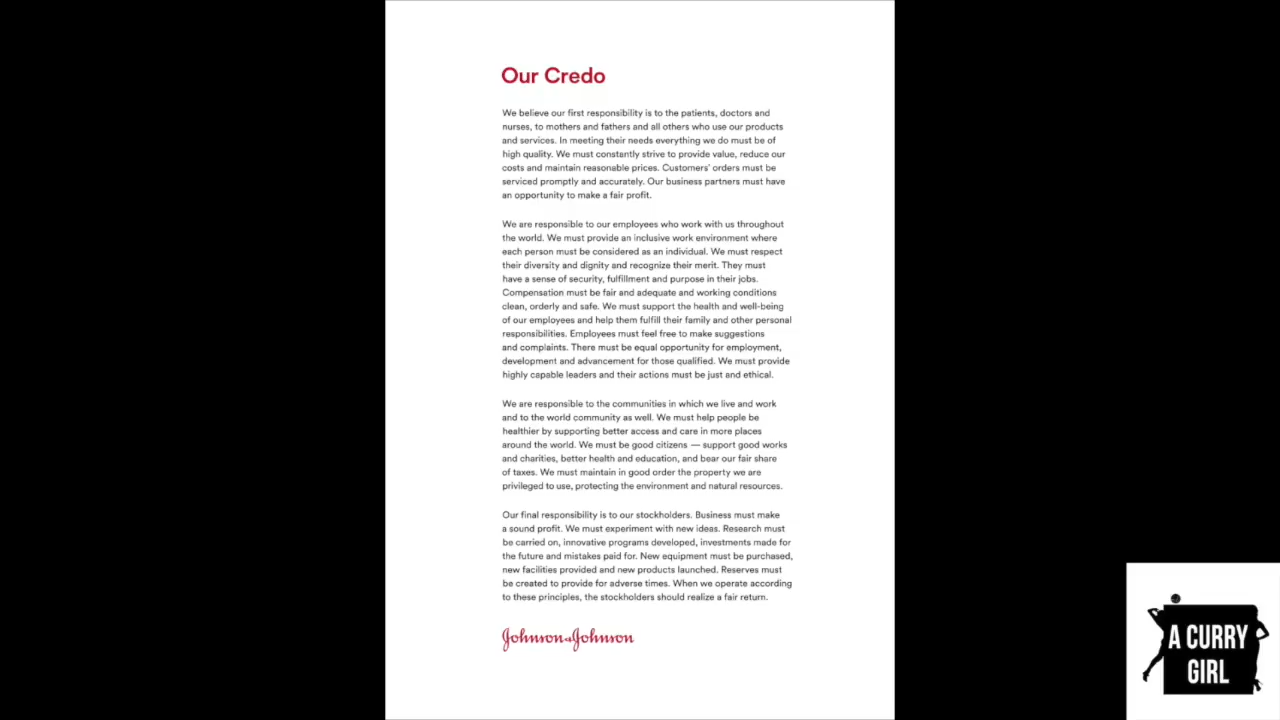 Our Credo
We believe our first responsibility is to the patients, doctors and
nurses, to mothers and fathers and all others who use our products
and services. In meeting their needs everything we do must be of
high quality. We must constantly strive to provide value, reduce our
costs and maintain reasonable prices. Customers' orders must be
serviced promptly and accurately. Our business partners must have
an opportunity to make a fair profit.
We are responsible to our employees who work with us throughout
the world. We must provide an inclusive work environment where
each person must be considered as an individual. We must respect
their diversity and dignity and recognize their merit. They must
have a sense of security, fulfillment and purpose in their jobs.
Compensation must be fair and adequate and working conditions
clean, orderly and safe. We must support the health and well-being
of our employees and help them fulfill their family and other personal
responsibilities. Employees must feel free to make suggestions
and complaints. There must be equal opportunity for employment,
development and advancement for those qualified. We must provide
highly capable leaders and their actions must be just and ethical.
We are responsible to the communities in which we live and work
and to the world community as well. We must help people be
healthier by supporting better access and care in more places
around the world. We must be good citizens — support good works
and charities, better health and education, and bear our fair share
of taxes. We must maintain in good order the property we are
privileged to use, protecting the environment and natural resources.
Our final responsibility is to our stockholders. Business must make
a sound profit. We must experiment with new ideas. Research must
be carried on, innovative programs developed, investments made for
the future and mistakes paid for. New equipment must be purchased,
new facilities provided and new products launched. Reserves must
be created to provide for adverse times. When we operate according
to these principles, the stockholders should realize a fair return.
Johnson & Johnson
A CURRY
GIRL